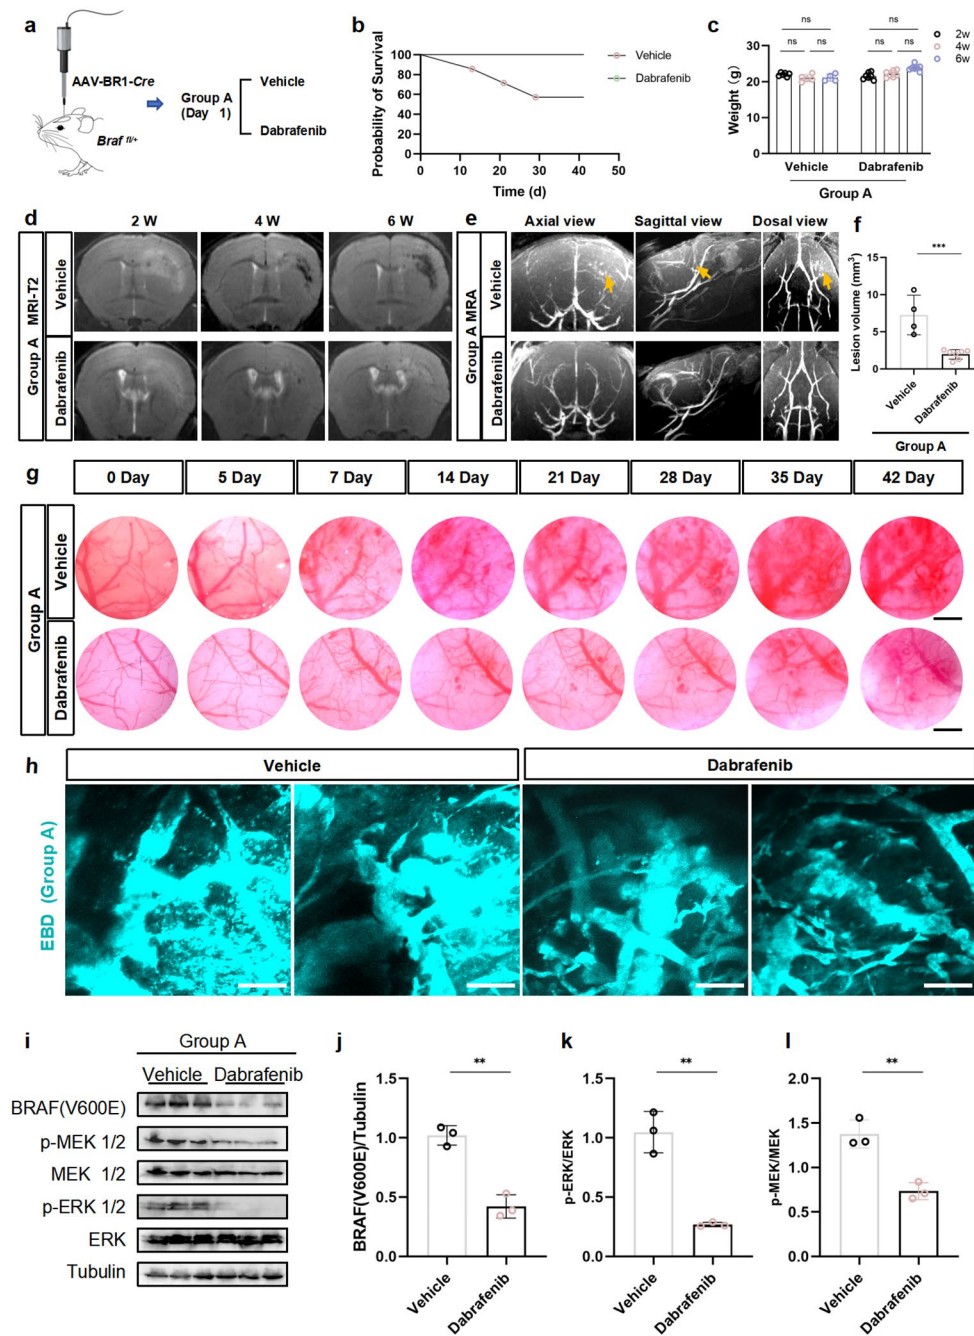 a
AAV-BR1-Cre
Braf fl/+
Group A
(Day 1)
Vehicle
Dabrafenib
b
Probability of Survival
100
80
60
40
20
0
0 10 20 30 40 50
Time (d)
Vehicle
Dabrafenib
c
ns ns
ns ns ns ns
2w
4w
6w
Weight (g)
30
20
10
0
Vehicle Dabrafenib
Group A
d
2 W 4 W 6 W
Group A MRI-T2
Vehicle
Dabrafenib
e
Axial view Sagittal view Dosal view
Group A MRA
Vehicle
Dabrafenib
f
***
Lesion volume (mm3)
15
10
5
0
Vehicle
Dabrafenib
Group A
g
0 Day 5 Day 7 Day 14 Day 21 Day 28 Day 35 Day 42 Day
Group A
Vehicle
Dabrafenib
h
Vehicle Dabrafenib
EBD (Group A)
i
Group A
Vehicle Dabrafenib
BRAF(V600E)
p-MEK 1/2
MEK 1/2
p-ERK 1/2
ERK
Tubulin
j
**
BRAF(V600E)/Tubulin
1.5
1.0
0.5
0.0
Vehicle
Dabrafenib
k
**
p-ERK/ERK
1.5
1.0
0.5
0.0
Vehicle
Dabrafenib
l
**
p-MEK/MEK
2.0
1.5
1.0
0.5
0.0
Vehicle
Dabrafenib